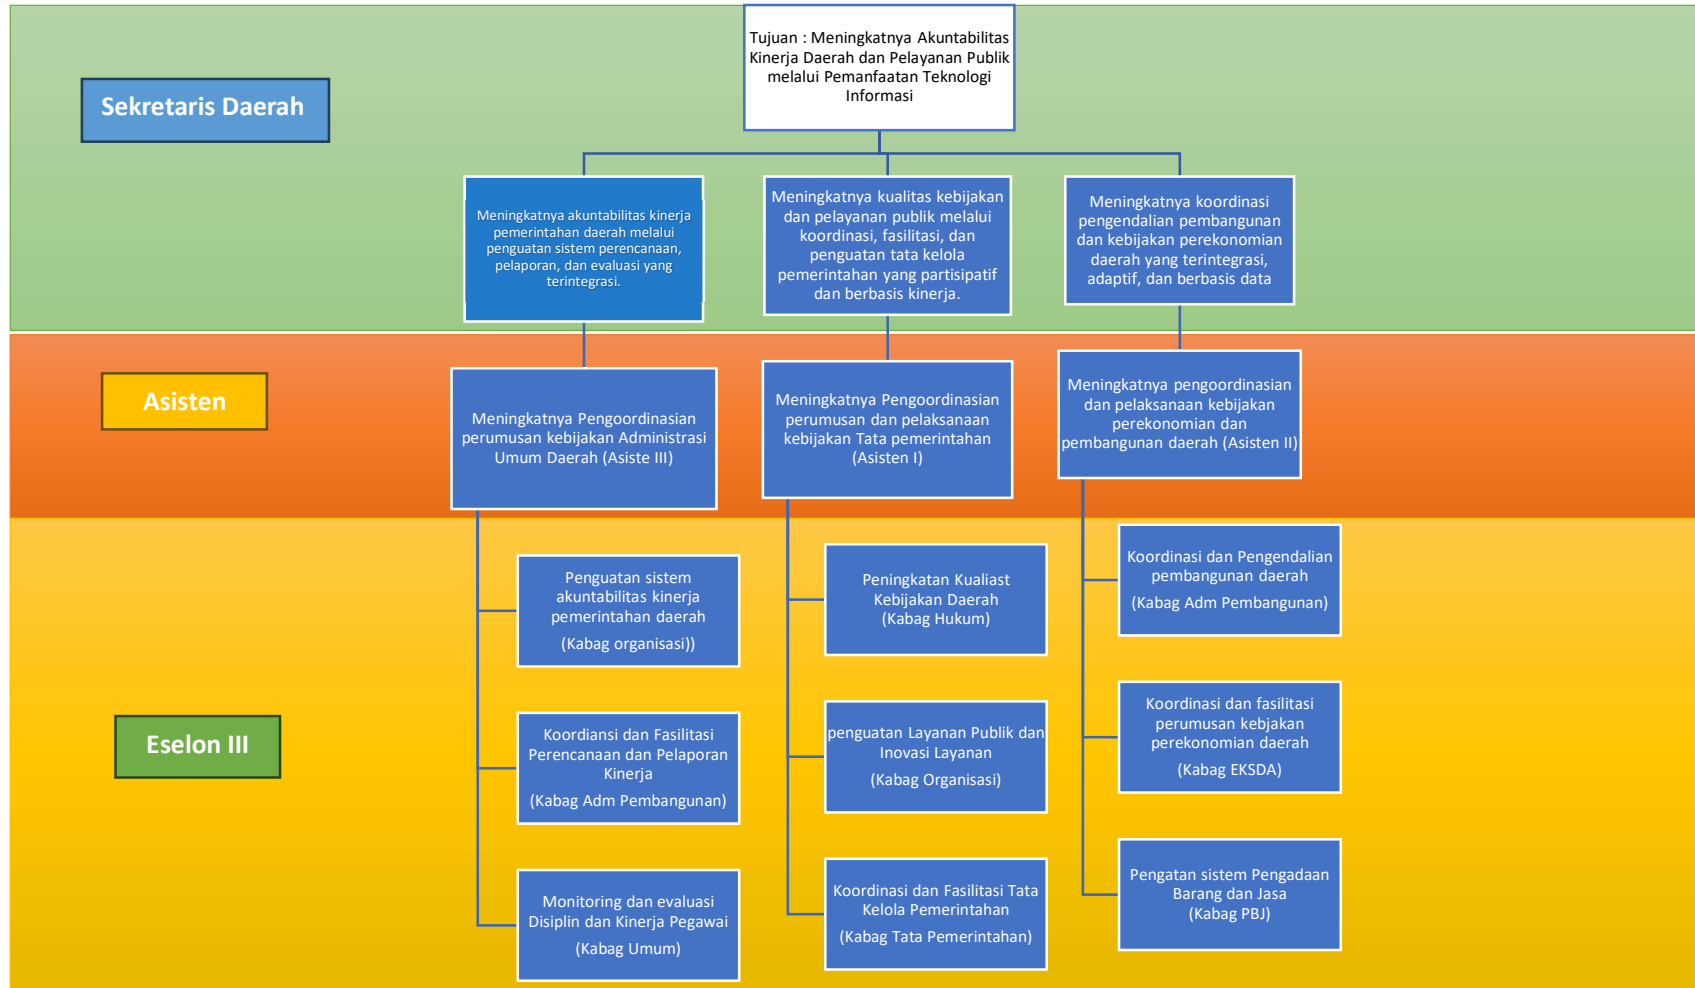 Tujuan : Meningkatnya Akuntabilitas
Kinerja Daerah dan Pelayanan Publik
melalui Pemanfaatan Teknologi
Informasi
Sekretaris Daerah
Meningkatnya akuntabilitas kinerja
pemerintahan daerah melalui
penguatan sistem perencanaan,
pelaporan, dan evaluasi yang
terintegrasi.
Meningkatnya kualitas kebijakan
dan pelayanan publik melalui
koordinasi, fasilitasi, dan
penguatan tata kelola
pemerintahan yang partisipatif
dan berbasis kinerja.
Meningkatnya koordinasi
pengendalian pembangunan
dan kebijakan perekonomian
daerah yang terintegrasi,
adaptif, dan berbasis data
Asisten
Meningkatnya Pengoordinasian
perumusan kebijakan Administrasi
Umum Daerah (Asiste III)
Meningkatnya Pengoordinasian
perumusan dan pelaksanaan
kebijakan Tata pemerintahan
(Asisten I)
Meningkatnya pengoordinasian
dan pelaksanaan kebijakan
perekonomian dan
pembangunan daerah (Asisten II)
Eselon III
Penguatan sistem
akuntabilitas kinerja
pemerintahan daerah
(Kabag organisasi))
Koordiansi dan Fasilitasi
Perencanaan dan Pelaporan
Kinerja
(Kabag Adm Pembangunan)
Monitoring dan evaluasi
Disiplin dan Kinerja Pegawai
(Kabag Umum)
Peningkatan Kualiast
Kebijakan Daerah
(Kabag Hukum)
penguatan Layanan Publik dan
Inovasi Layanan
(Kabag Organisasi)
Koordinasi dan Fasilitasi Tata
Kelola Pemerintahan
(Kabag Tata Pemerintahan)
Koordinasi dan Pengendalian
pembangunan daerah
(Kabag Adm Pembangunan)
Koordinasi dan fasilitasi
perumusan kebjakan
perekonomian daerah
(Kabag EKSDA)
Pengatan sistem Pengadaan
Barang dan Jasa
(Kabag PBJ)